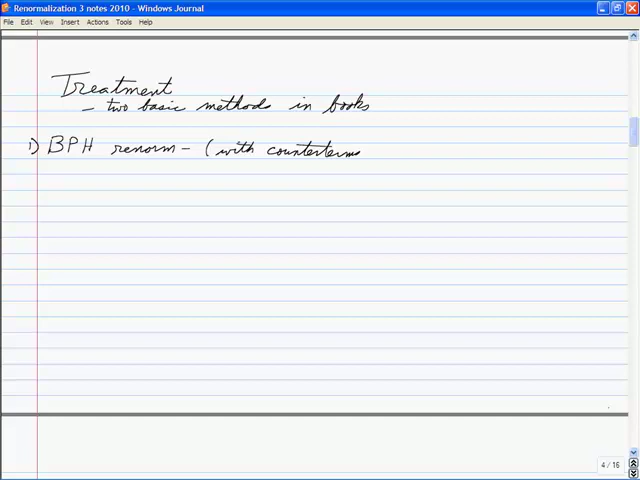 Renormalization 3 notes 2010 - Windows Journal
File Edit View Insert Actions Tools Help
Treatment
- two basic methods in books
1) BPH renorm - (with counterterms
4 / 16